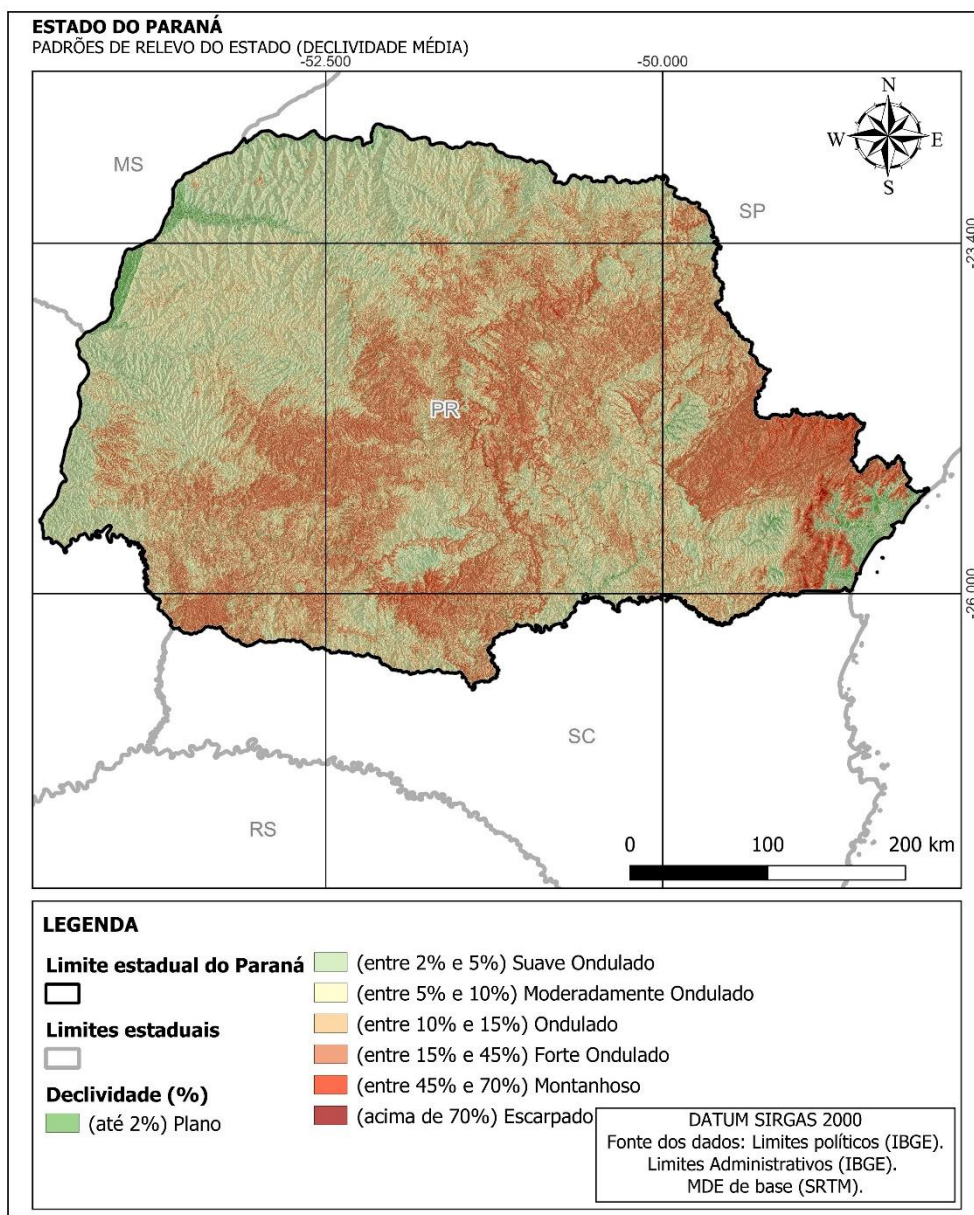 ESTADO DO PARANÁ
PADRÕES DE RELEVO DO ESTADO (DECLIVIDADE MÉDIA)
-52.500
-50.000
N
W
E
S
MS
SP
-23.400
PR
-26.000
SC
RS
0
100
200 km
LEGENDA
Limite estadual do Paraná
Limites estaduais
Declividade (%)
(até 2%) Plano
(entre 2% e 5%) Suave Ondulado
(entre 5% e 10%) Moderadamente Ondulado
(entre 10% e 15%) Ondulado
(entre 15% e 45%) Forte Ondulado
(entre 45% e 70%) Montanhoso
(acima de 70%) Escarpado
DATUM SIRGAS 2000
Fonte dos dados: Limites políticos (IBGE).
Limites Administrativos (IBGE).
MDE de base (SRTM).